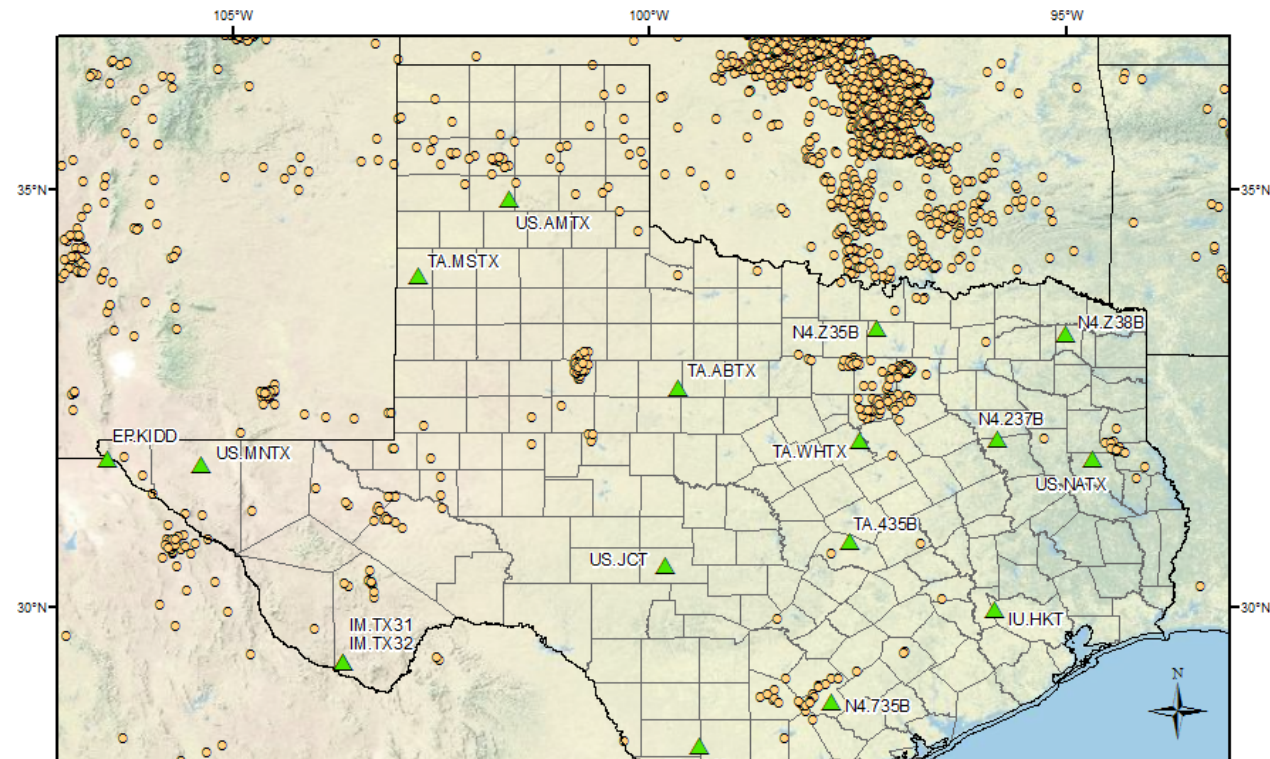 105°W
100°W
95°W
35°N
35°N
US.AMTX
TA.MSTX
N4.Z38B
N4.Z35B
TA.ABTX
N4.237B
EP.KIDD
TA.WHTX
US.MNTX
US.NATX
TA.435B
US.JCT
30°N
30°N
IU.HKT
IM.TX31
IM.TX32
N
N4.735B